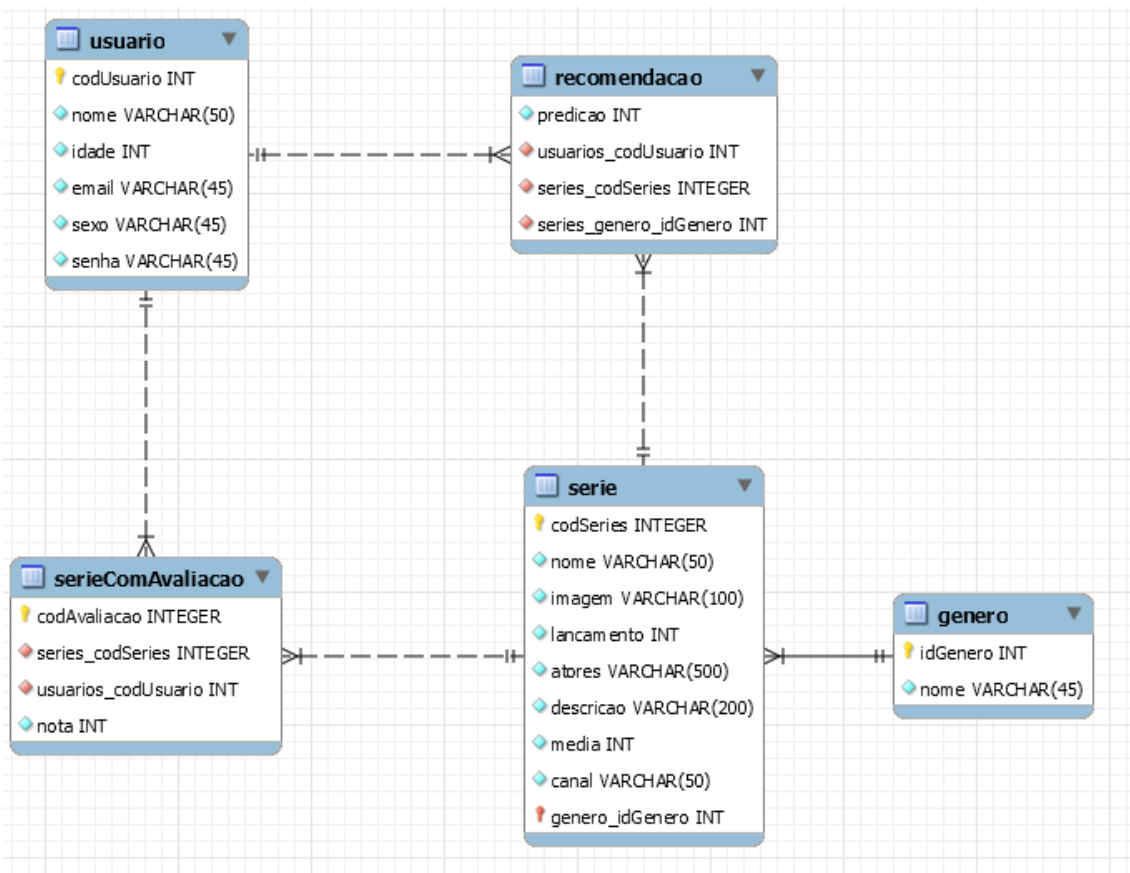 usuario
codUsuario INT
nome VARCHAR(50)
idade INT
email VARCHAR(45)
sexo VARCHAR(45)
senha VARCHAR(45)
recomendacao
predicao INT
usuarios_codUsuario INT
series_codSeries INTEGER
series_genero_idGenero INT
serieComAvaliacao
codAvaliacao INTEGER
series_codSeries INTEGER
usuarios_codUsuario INT
nota INT
serie
codSeries INTEGER
nome VARCHAR(50)
imagem VARCHAR(100)
lancamento INT
atores VARCHAR(500)
descricao VARCHAR(200)
media INT
canal VARCHAR(50)
genero_idGenero INT
genero
idGenero INT
nome VARCHAR(45)